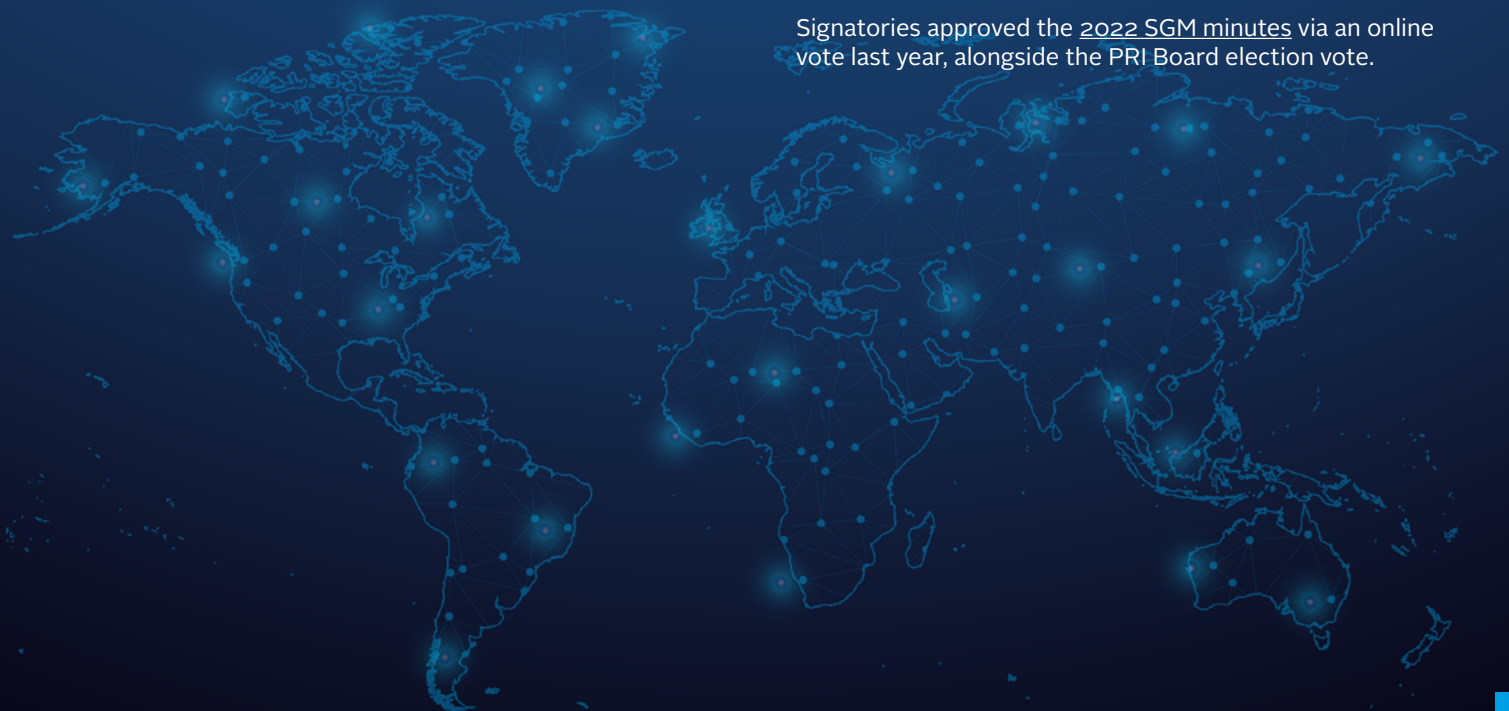 Signatories approved the 2022 SGM minutes via an online
vote last year, alongside the PRI Board election vote.